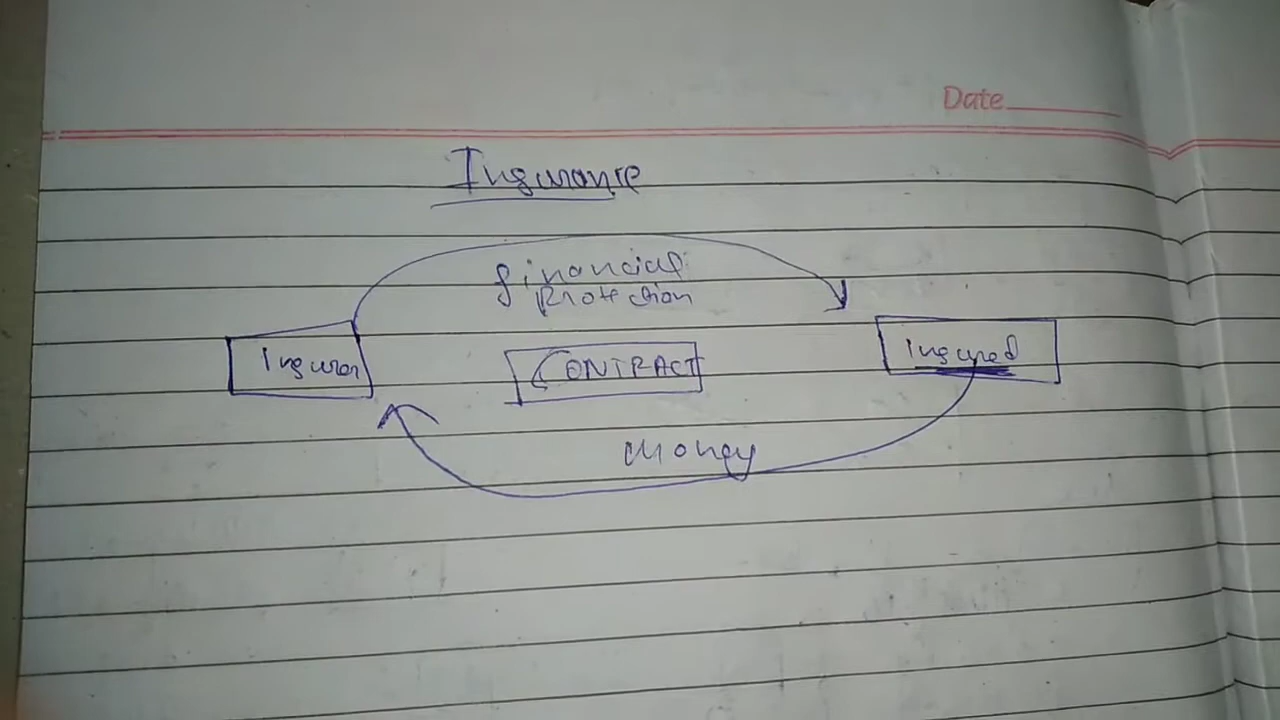 Date
Insurance
financial
Protection
Insurer
CONTRACT
Insured
Money